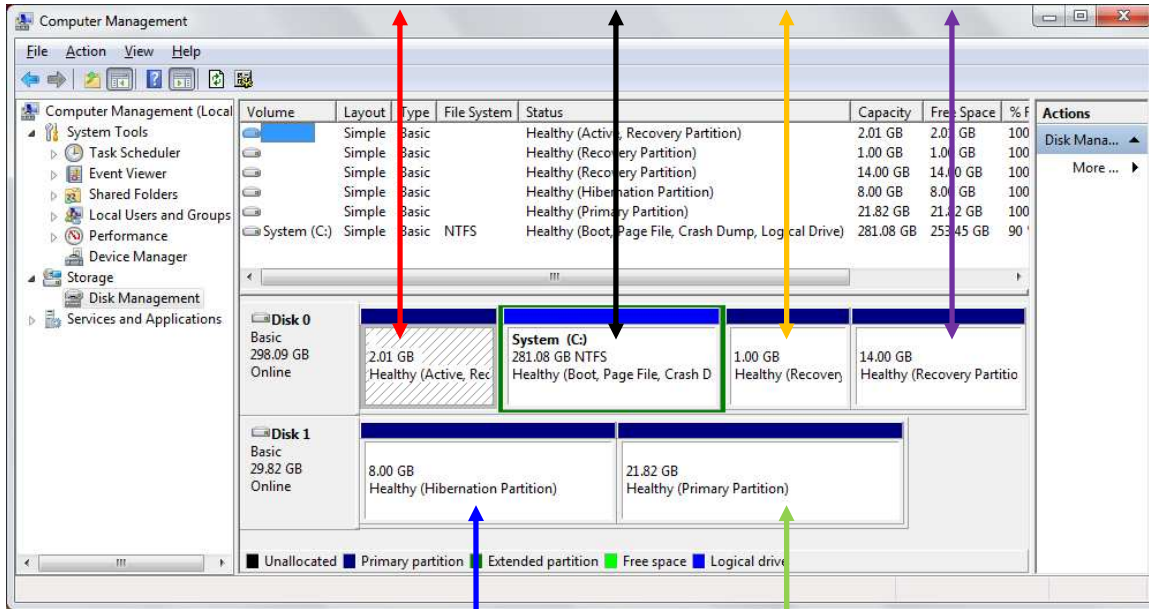 Computer Management
File Action View Help
Computer Management (Local
System Tools
Task Scheduler
Event Viewer
Shared Folders
Local Users and Groups
Performance
Device Manager
Storage
Disk Management
Services and Applications
Volume Layout Type File System Status Capacity Free Space % F
Simple Basic Healthy (Active, Recovery Partition) 2.01 GB 2.01 GB 100
Simple Basic Healthy (Recovery Partition) 1.00 GB 1.00 GB 100
Simple Basic Healthy (Recovery Partition) 14.00 GB 14.00 GB 100
Simple Basic Healthy (Hibernation Partition) 8.00 GB 8.00 GB 100
Simple Basic Healthy (Primary Partition) 21.82 GB 21.82 GB 100
System (C:) Simple Basic NTFS Healthy (Boot, Page File, Crash Dump, Logical Drive) 281.08 GB 253.45 GB 90
Actions
Disk Mana...
More ...
Disk 0
Basic
298.09 GB
Online
2.01 GB
Healthy (Active, Rec
System (C:)
281.08 GB NTFS
Healthy (Boot, Page File, Crash D
1.00 GB
Healthy (Recovery
14.00 GB
Healthy (Recovery Partitio
Disk 1
Basic
29.82 GB
Online
8.00 GB
Healthy (Hibernation Partition)
21.82 GB
Healthy (Primary Partition)
Unallocated Primary partition Extended partition Free space Logical drive